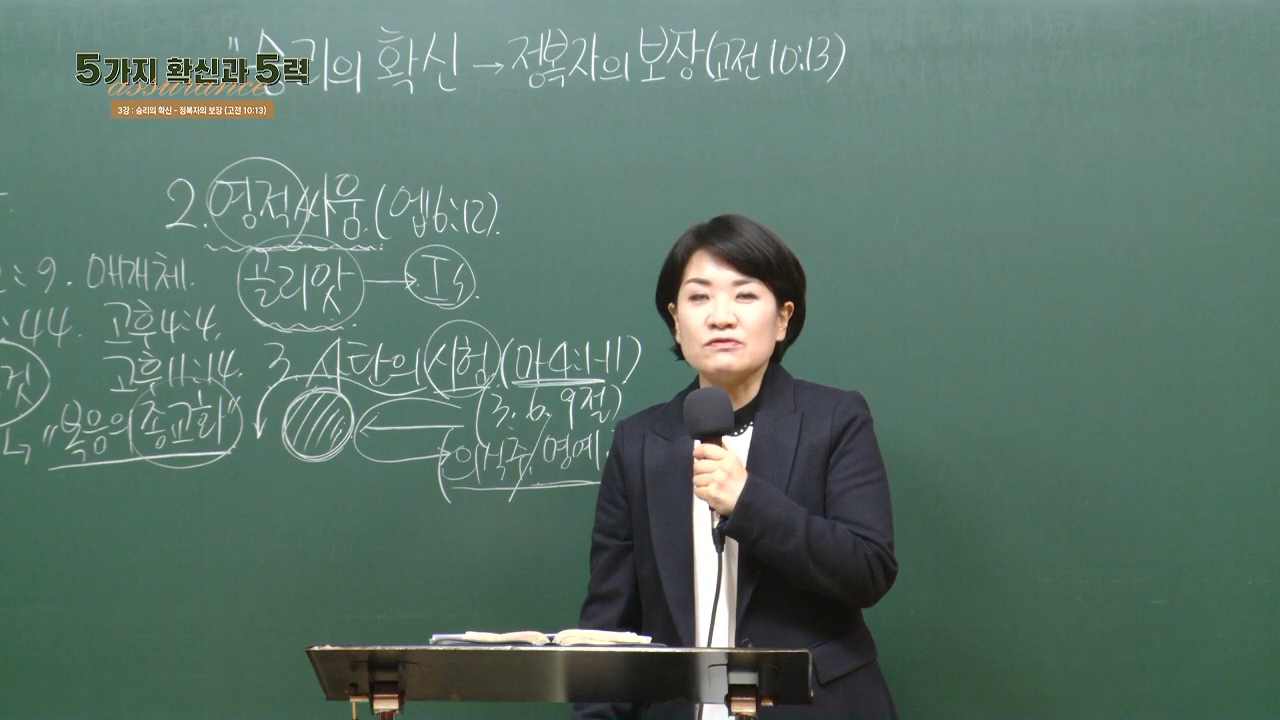 5가지 확신과 5력
assurance
3강 : 승리의 확신 - 정복자의 보장 (고전 10:13)
"승리의 확신 → 정복자의 보장 (고전 10:13)
2. 영적싸움. (엡6:12).
:9. 매개체.
골리앗 → 
:44. 고후4:4.
고후11:14.
3. 사단의 시험 (마4:1-11)
(3, 6, 9절)
"복음의 종교화"
(의식주/명예